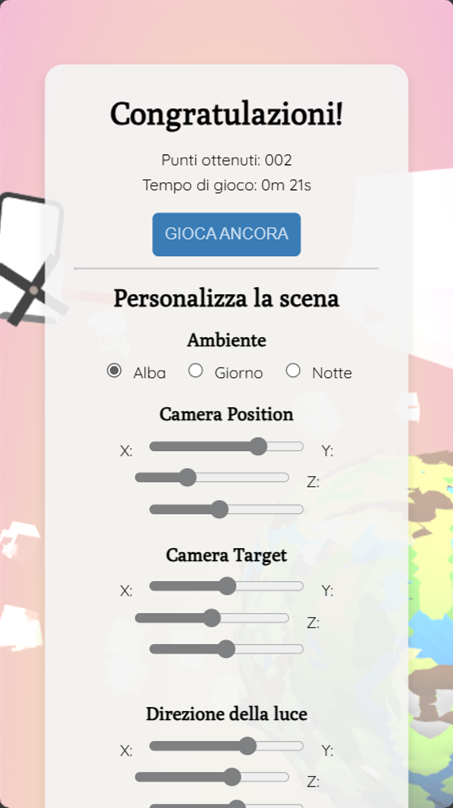 Congratulazioni!
Punti ottenuti: 002
Tempo di gioco: 0m 21s
GIOCA ANCORA
Personalizza la scena
Ambiente
Alba Giorno Notte
Camera Position
X: Y:
Z:
Camera Target
X: Y:
Z:
Direzione della luce
X: Y:
Z: